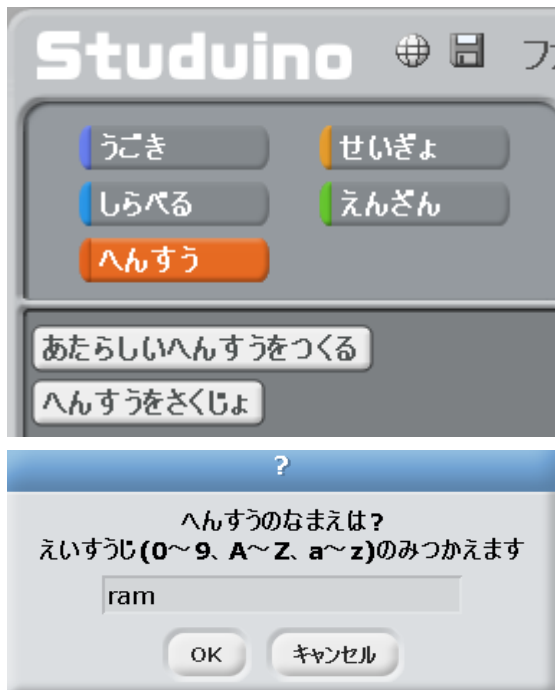 Studuino フ
うごき せいぎょ
しらべる えんざん
へんすう
あたらしいへんすうをつくる
へんすうをさくじょ
?
へんすうのなまえは?
えいすうじ(0～9、A～Z、a～z)のみつかえます
ram
OK キャンセル